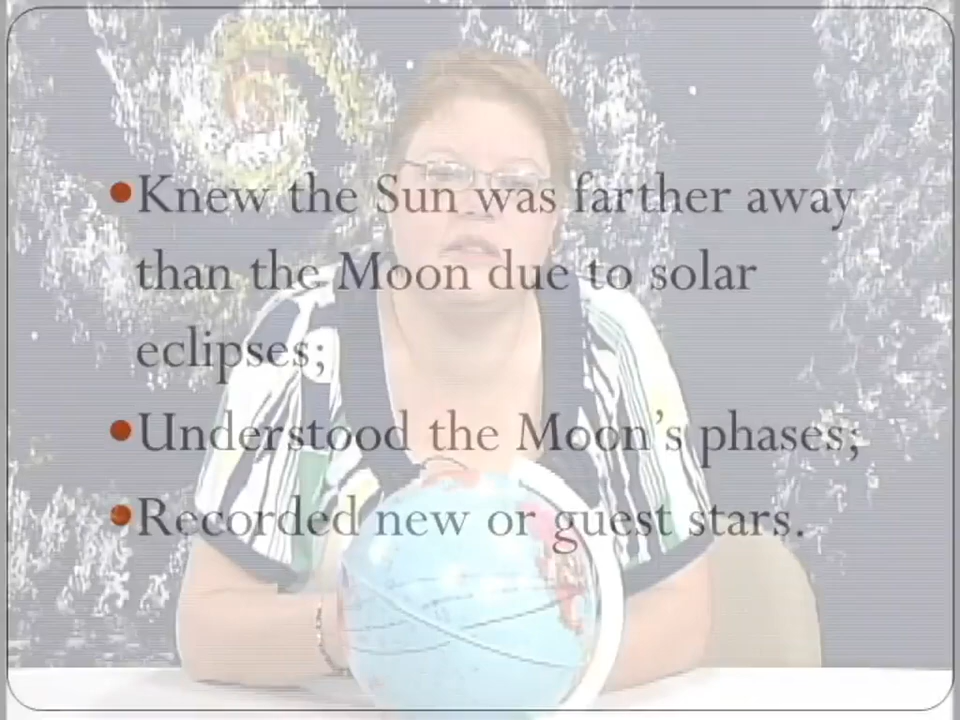 •Knew the Sun was farther away
than the Moon due to solar
eclipses;
•Understood the Moon's phases;
•Recorded new or guest stars.